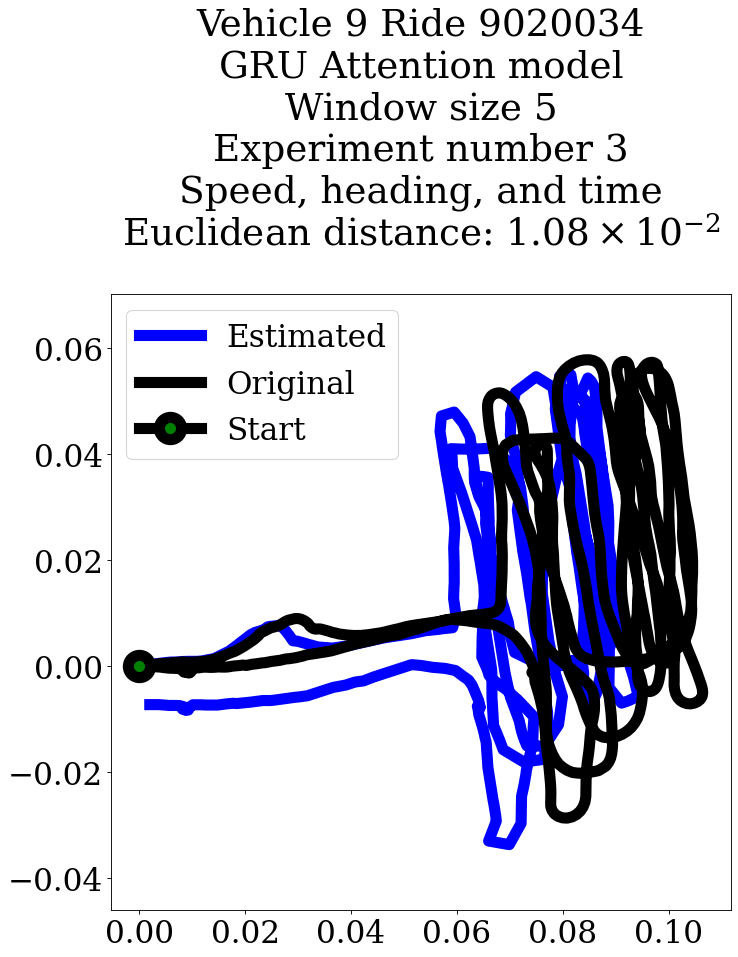 Vehicle 9 Ride 9020034
GRU Attention model
Window size 5
Experiment number 3
Speed, heading, and time
Euclidean distance: 1.08 × 10⁻²
Estimated
Original
Start
0.06
0.04
0.02
0.00
−0.02
−0.04
0.00 0.02 0.04 0.06 0.08 0.10